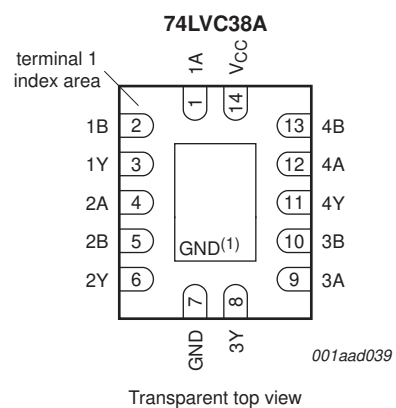 74LVC38A
terminal 1
index area
1A
VCC
1
14
1B 2 13 4B
1Y 3 12 4A
2A 4 11 4Y
2B 5 10 3B
GND(1)
2Y 6 9 3A
7
8
GND
3Y
001aad039
Transparent top view